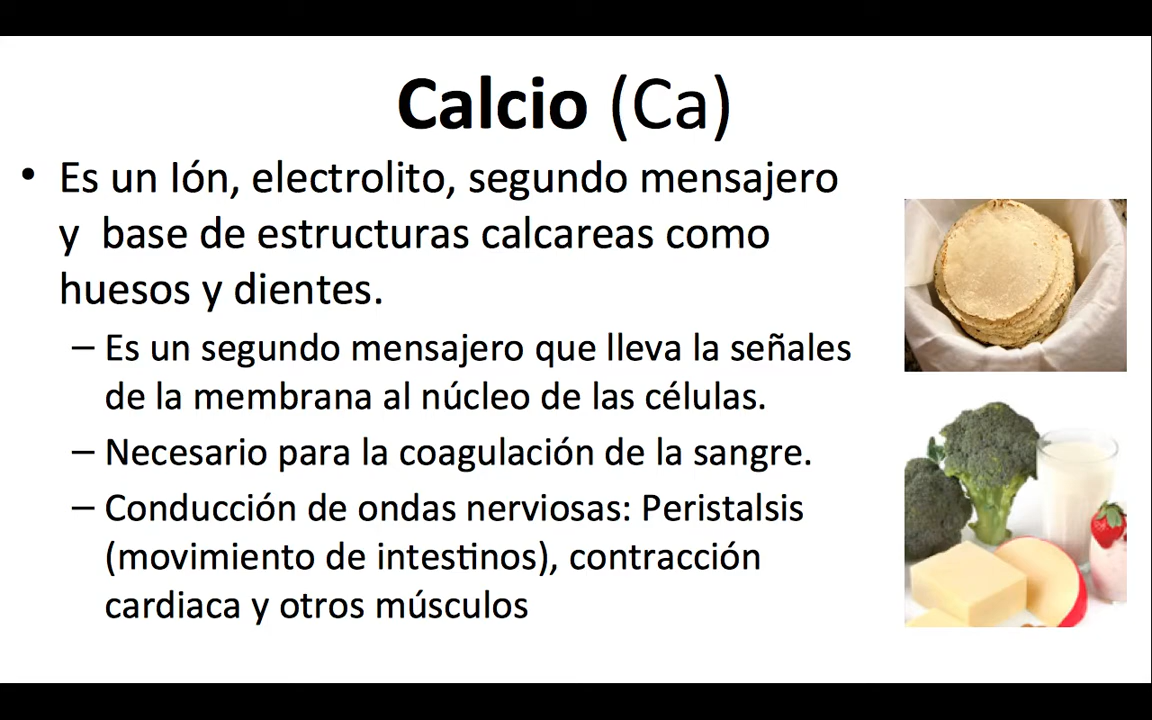 Calcio (Ca)
• Es un Ión, electrolito, segundo mensajero
y  base de estructuras calcareas como
huesos y dientes.
– Es un segundo mensajero que lleva la señales
de la membrana al núcleo de las células.
– Necesario para la coagulación de la sangre.
– Conducción de ondas nerviosas: Peristalsis
(movimiento de intestinos), contracción
cardiaca y otros músculos